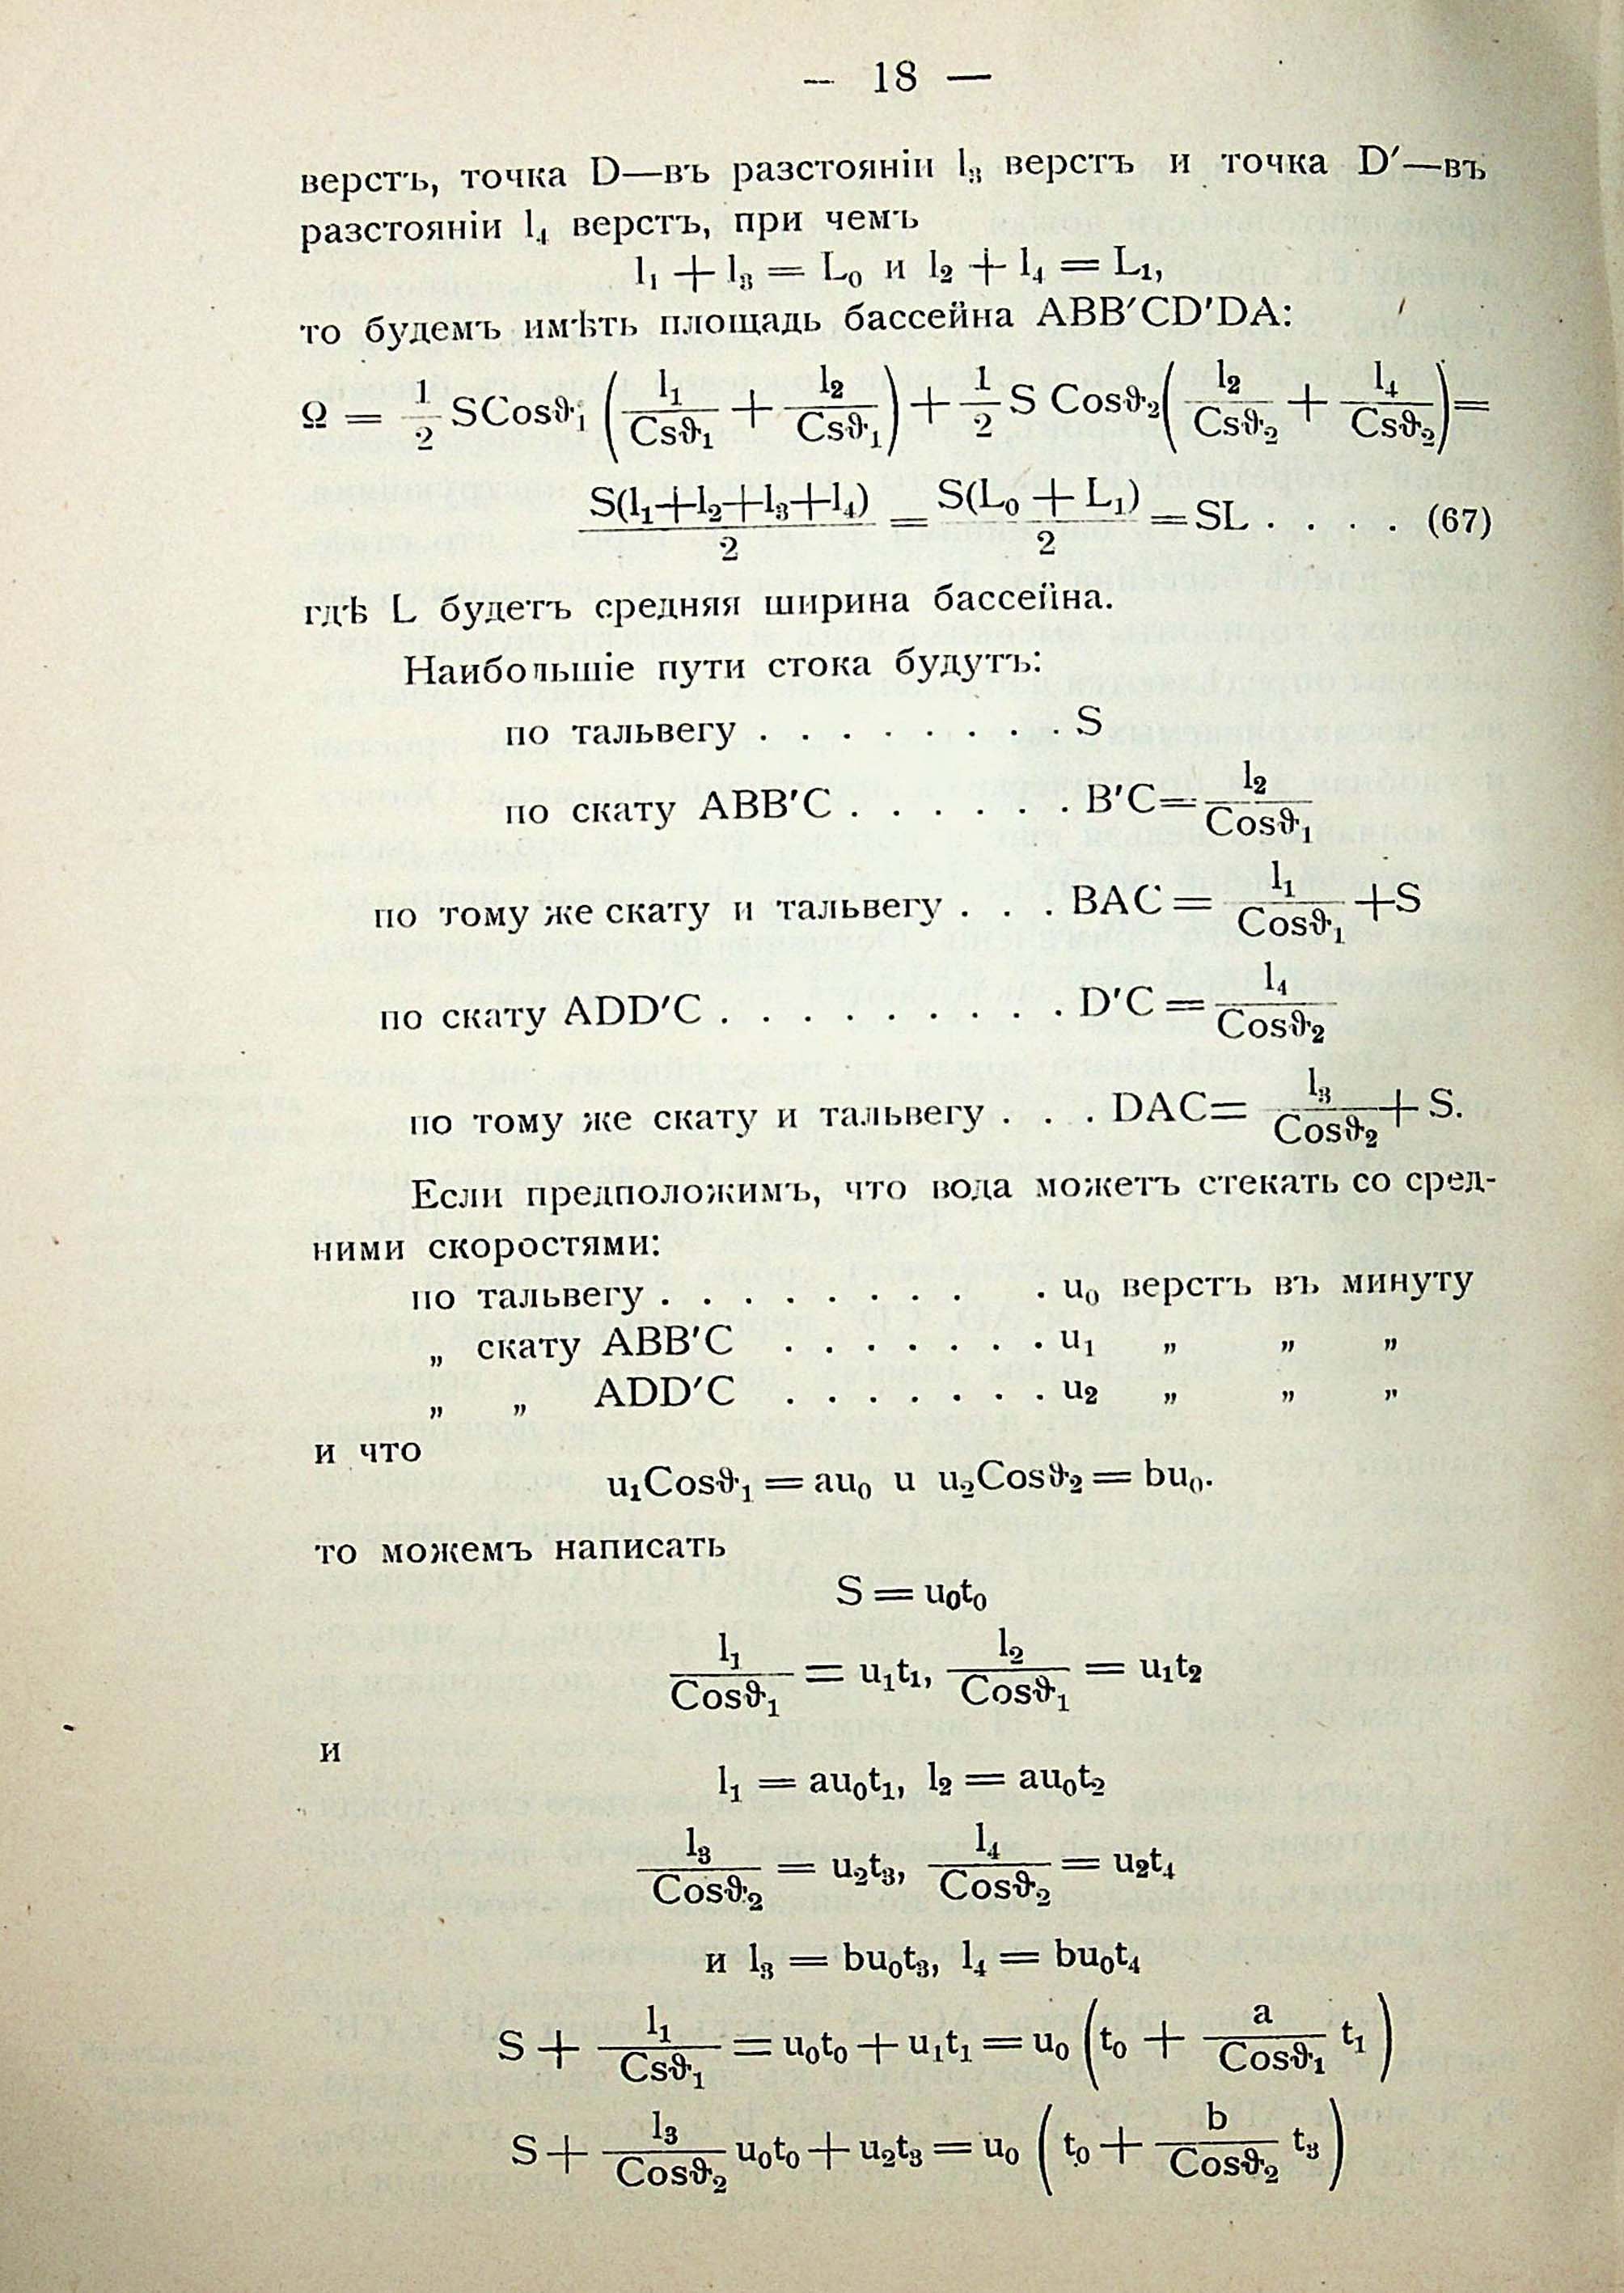 — 18 —
верстъ, точка D—въ разстоянiи l₃ верстъ и точка D′—въ
разстоянiи l₄ верстъ, при чемъ
l₁ + l₃ = L₀ и l₂ + l₄ = L₁,
то будемъ имѣть площадь бассейна ABB′CD′DA:
Ω = 1/2 SCosϑ₁ (l₁/Csϑ₁ + l₂/Csϑ₁) + 1/2 S Cosϑ₂ (l₂/Csϑ₂ + l₄/Csϑ₂) =
S(l₁+l₂+l₃+l₄)/2 = S(L₀ + L₁)/2 = SL . . . . (67)
гдѣ L будетъ средняя ширина бассейна.
Наибольшiе пути стока будутъ:
по тальвегу . . . . . . . . S
по скату ABB′C . . . . . . B′C= l₂/Cosϑ₁
по тому же скату и тальвегу . . . BAC = l₁/Cosϑ₁ +S
по скату ADD′C . . . . . . . . . D′C = l₄/Cosϑ₂
по тому же скату и тальвегу . . . DAC= l₃/Cosϑ₂ + S.
Если предположимъ, что вода можетъ стекать со сред-
ними скоростями:
по тальвегу . . . . . . . . . u₀ верстъ въ минуту
„ скату ABB′C . . . . . . . u₁ „ „ „
„ „ ADD′C . . . . . . . u₂ „ „ „
и что
u₁Cosϑ₁ = au₀ и u₂Cosϑ₂ = bu₀.
то можемъ написать
S = u₀t₀
l₁/Cosϑ₁ = u₁t₁, l₂/Cosϑ₁ = u₁t₂
и
l₁ = au₀t₁, l₂ = au₀t₂
l₃/Cosϑ₂ = u₂t₃, l₄/Cosϑ₂ = u₂t₄
и l₃ = bu₀t₃, l₄ = bu₀t₄
S + l₁/Csϑ₁ = u₀t₀ + u₁t₁ = u₀ (t₀ + a/Cosϑ₁ t₁)
S + l₃/Cosϑ₂ u₀t₀ + u₂t₃ = u₀ (t₀ + b/Cosϑ₂ t₃)